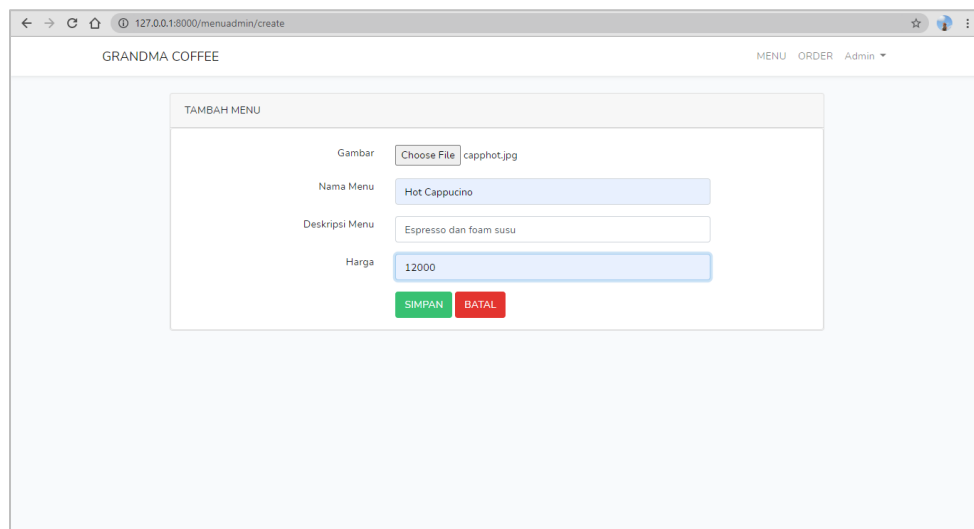 127.0.0.1:8000/menuadmin/create
GRANDMA COFFEE MENU ORDER Admin
TAMBAH MENU
Gambar Choose File capphot.jpg
Nama Menu Hot Cappucino
Deskripsi Menu Espresso dan foam susu
Harga 12000
SIMPAN BATAL